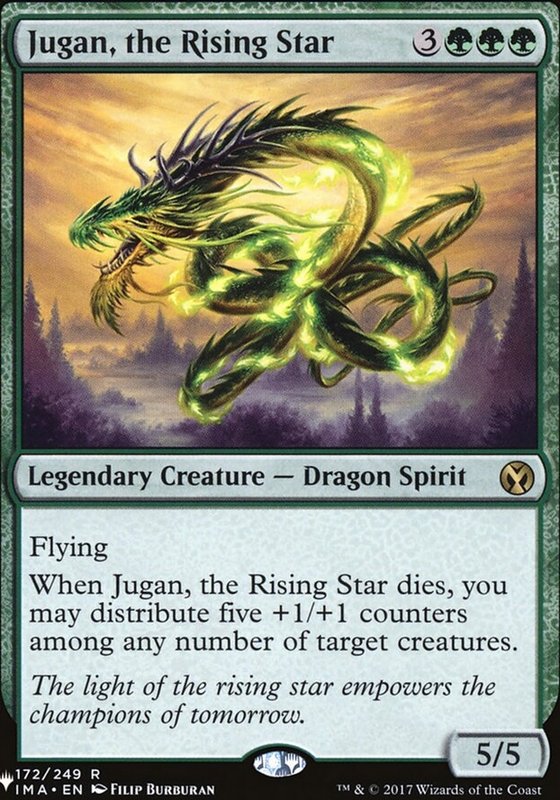 Jugan, the Rising Star 3
Legendary Creature — Dragon Spirit
Flying
When Jugan, the Rising Star dies, you
may distribute five +1/+1 counters
among any number of target creatures.
The light of the rising star empowers the
champions of tomorrow.
5/5
172/249 R
IMA • EN Filip Burburan
™ & © 2017 Wizards of the Coast